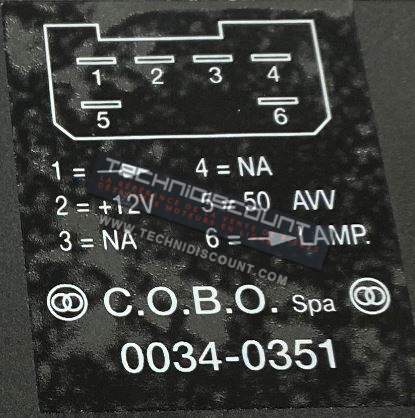 1 2 3 4
5 6
1 = 4 = NA
2 = +12V 5 = 50 AVV
3 = NA 6 = LAMP.
TECHNIDISCOUNT
WWW.TECHNIDISCOUNT.COM
C.O.B.O. Spa
0034-0351